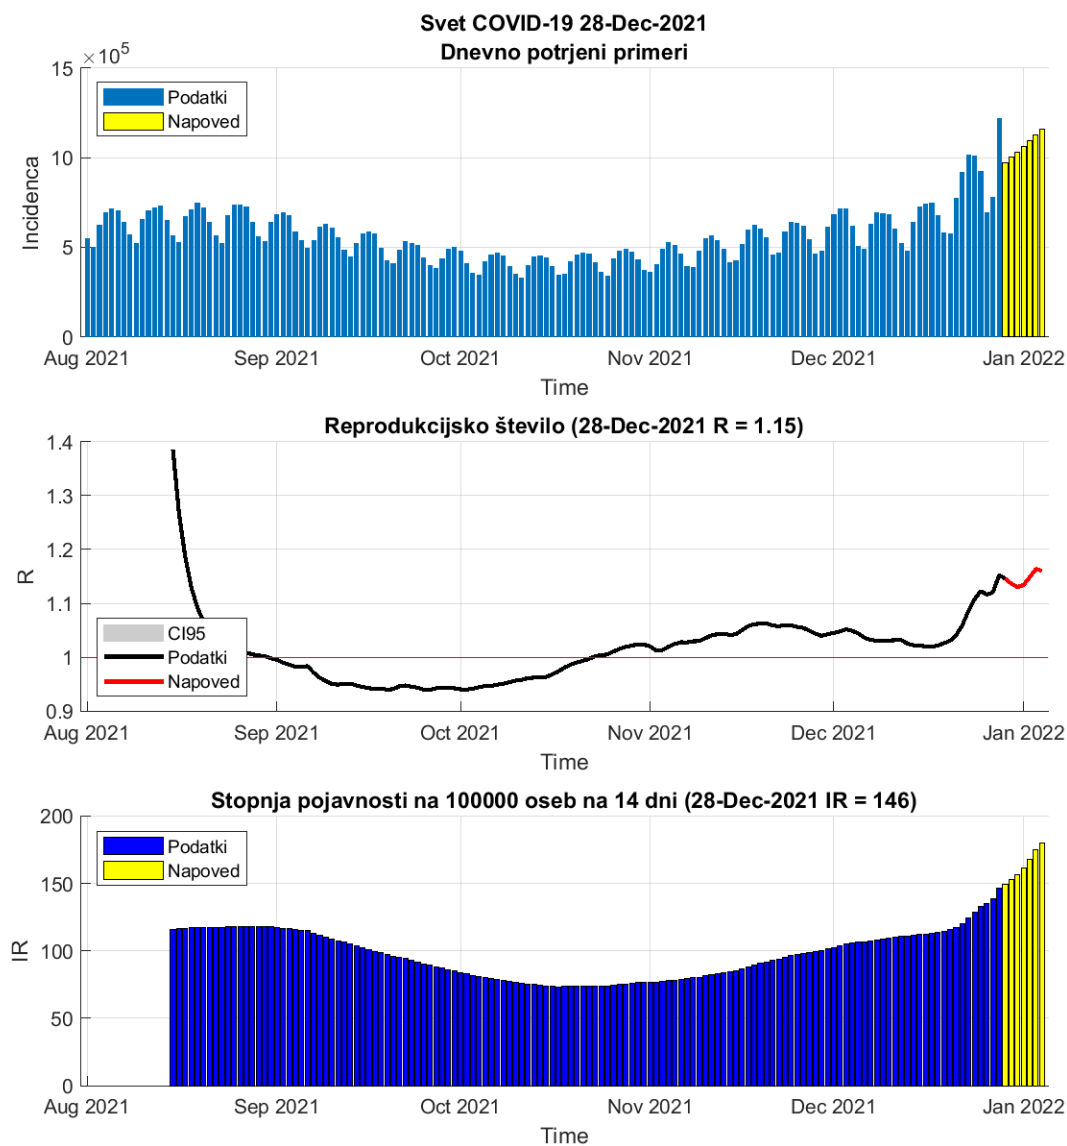 Svet COVID-19 28-Dec-2021
Dnevno potrjeni primeri
×10⁵
15
10
5
0
Incidenca
Podatki
Napoved
Aug 2021 Sep 2021 Oct 2021 Nov 2021 Dec 2021 Jan 2022
Time
Reprodukcijsko število (28-Dec-2021 R = 1.15)
1.4
1.3
1.2
1.1
1
0.9
R
CI95
Podatki
Napoved
Aug 2021 Sep 2021 Oct 2021 Nov 2021 Dec 2021 Jan 2022
Time
Stopnja pojavnosti na 100000 oseb na 14 dni (28-Dec-2021 IR = 146)
200
150
100
50
0
IR
Podatki
Napoved
Aug 2021 Sep 2021 Oct 2021 Nov 2021 Dec 2021 Jan 2022
Time